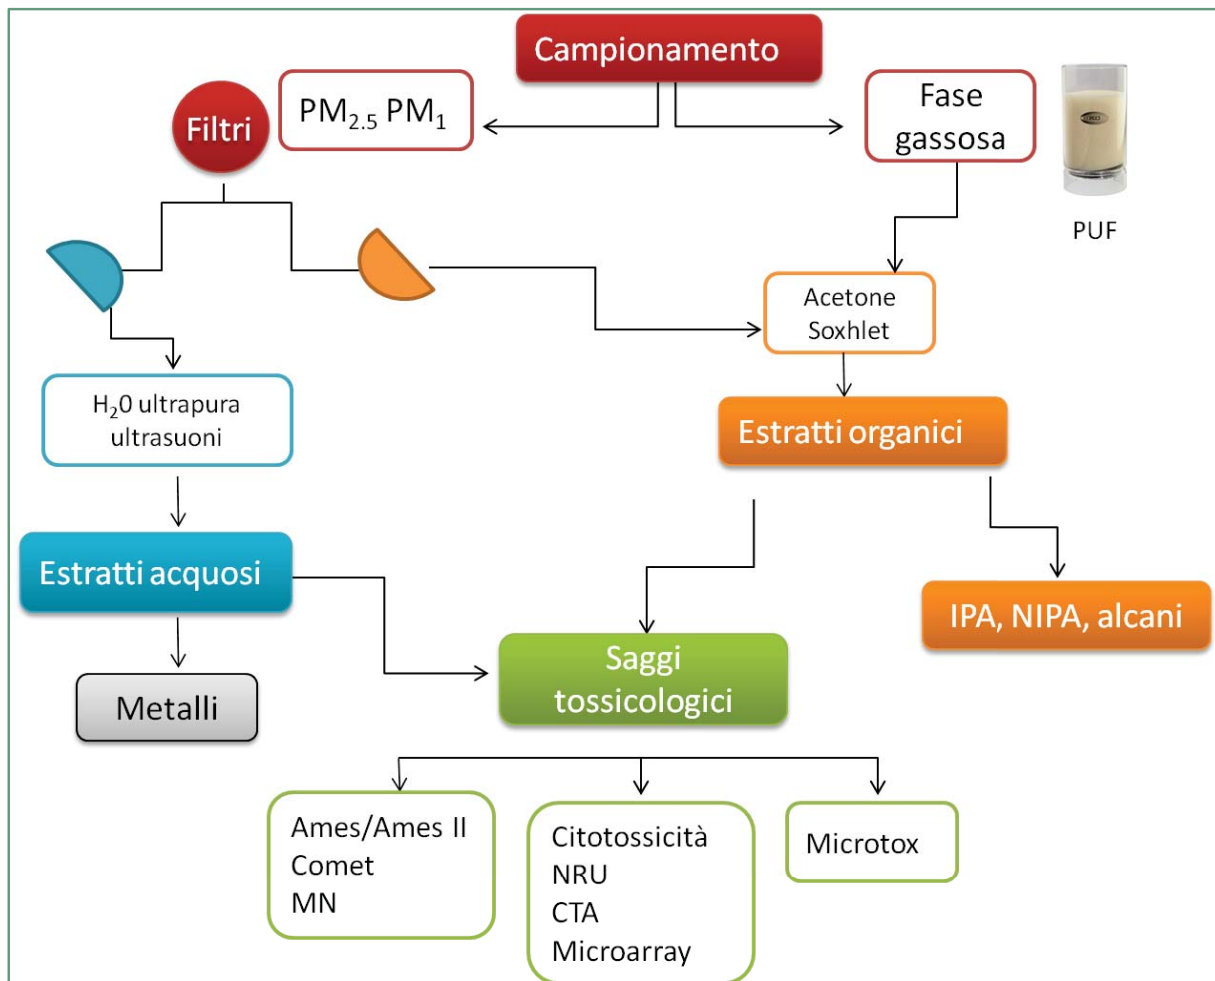 Campionamento
Filtri
PM2.5 PM1
Fase
gassosa
PUF
Acetone
Soxhlet
H20 ultrapura
ultrasuoni
Estratti organici
Estratti acquosi
IPA, NIPA, alcani
Saggi
tossicologici
Metalli
Ames/Ames II
Comet
MN
Citotossicità
NRU
CTA
Microarray
Microtox